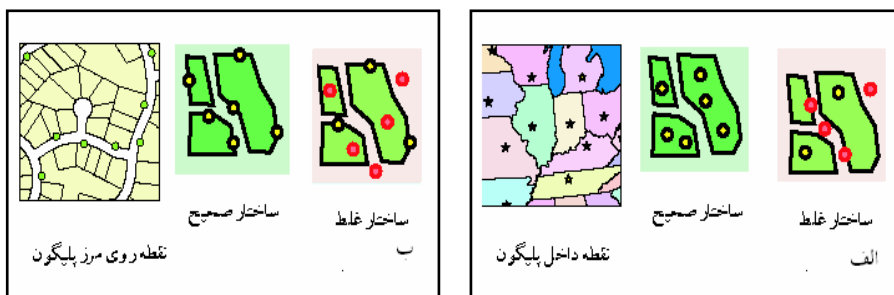 ساختار صحیح
ساختار غلط
نقطه داخل پلیگون
الف
ساختار صحیح
ساختار غلط
نقطه روی مرز پلیگون
ب